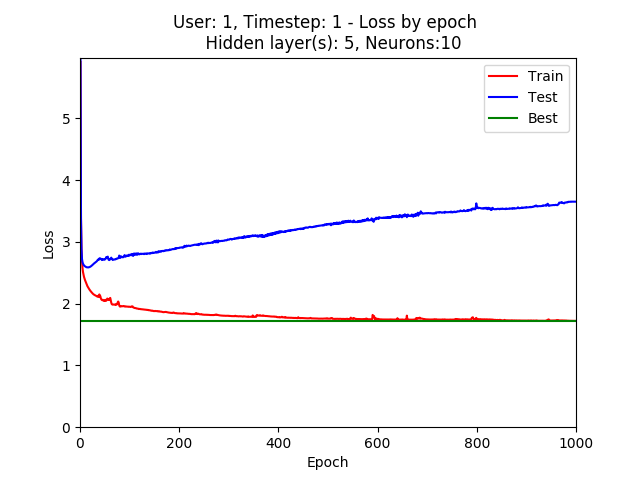 User: 1, Timestep: 1 - Loss by epoch
Hidden layer(s): 5, Neurons:10
Train
Test
Best
5
4
3
2
1
0
Loss
0 200 400 600 800 1000
Epoch